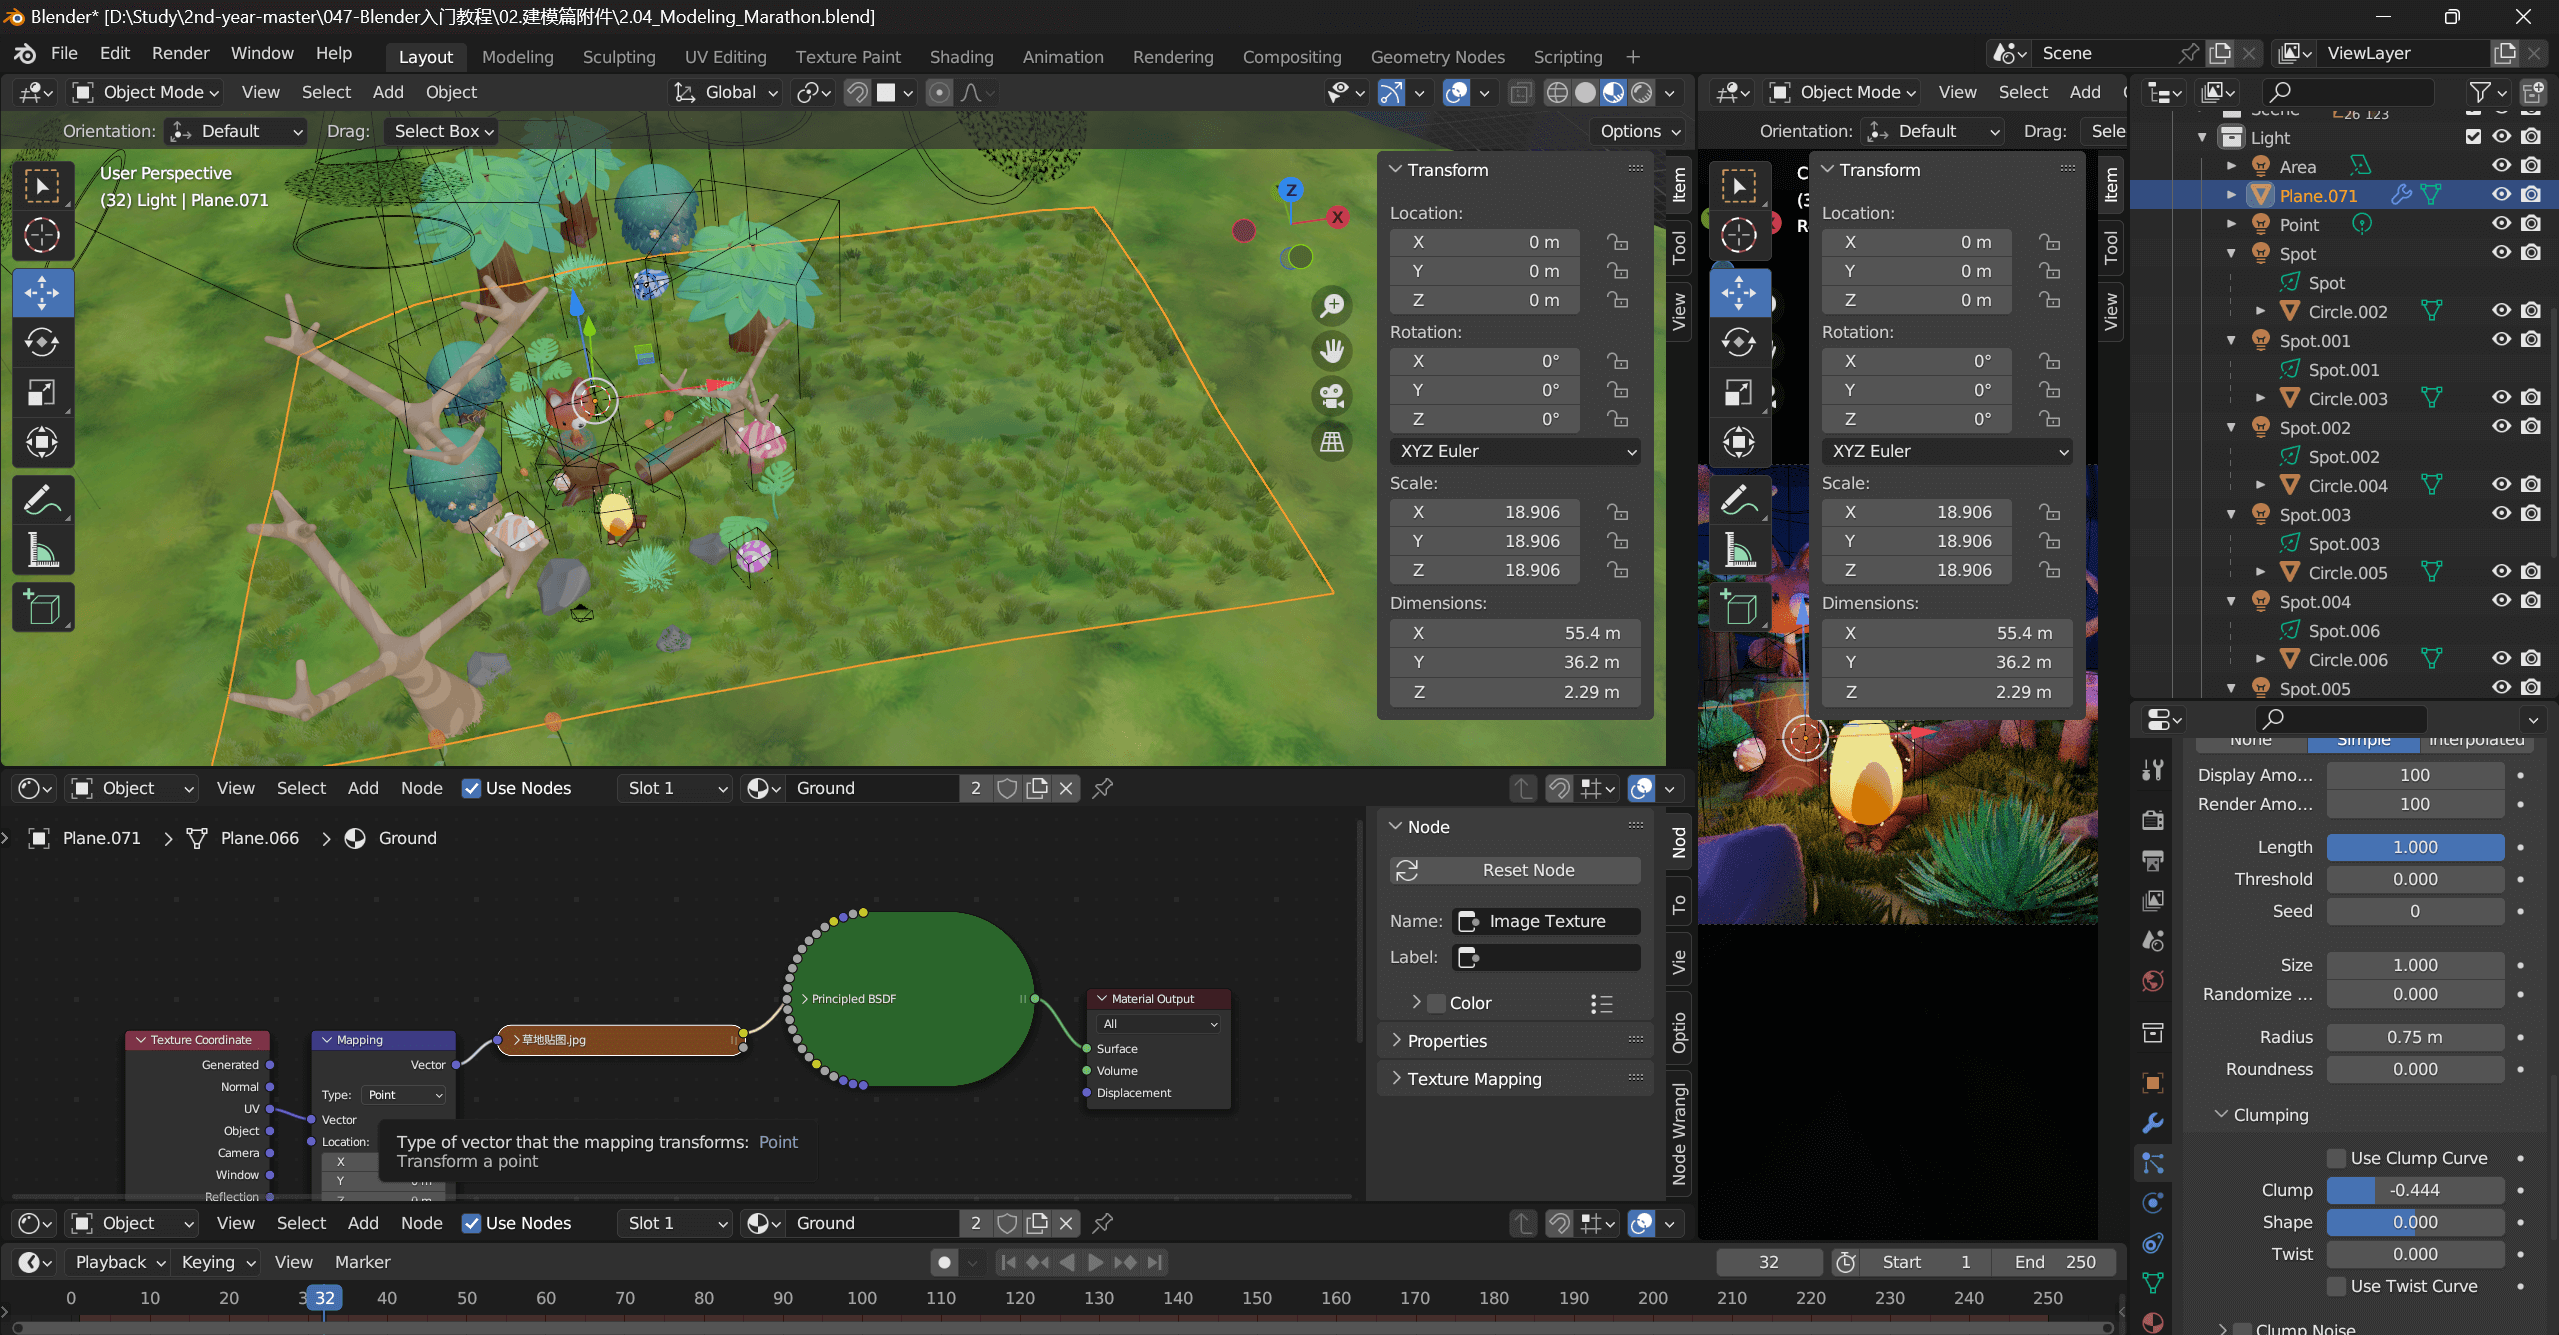 Blender* [D:\Study\2nd-year-master\047-Blender入门教程\02.建模篇附件\2.04_Modeling_Marathon.blend]
File Edit Render Window Help Layout Modeling Sculpting UV Editing Texture Paint Shading Animation Rendering Compositing Geometry Nodes Scripting + Scene ViewLayer
Object Mode View Select Add Object Global
Object Mode View Select Add
Orientation: Default Drag: Select Box Options
Orientation: Default Drag: Sele
User Perspective
(32) Light | Plane.071
Z
X
Transform
Location:
X 0 m
Y 0 m
Z 0 m
Rotation:
X 0°
Y 0°
Z 0°
XYZ Euler
Scale:
X 18.906
Y 18.906
Z 18.906
Dimensions:
X 55.4 m
Y 36.2 m
Z 2.29 m
Item
Tool
View
Transform
Location:
X 0 m
Y 0 m
Z 0 m
Rotation:
X 0°
Y 0°
Z 0°
XYZ Euler
Scale:
X 18.906
Y 18.906
Z 18.906
Dimensions:
X 55.4 m
Y 36.2 m
Z 2.29 m
Item
Tool
View
Light
Area
Plane.071
Point
Spot
Spot
Circle.002
Spot.001
Spot.001
Circle.003
Spot.002
Spot.002
Circle.004
Spot.003
Spot.003
Circle.005
Spot.004
Spot.006
Circle.006
Spot.005
Object View Select Add Node Use Nodes Slot 1 Ground 2
Plane.071 Plane.066 Ground
Texture Coordinate
Generated
Normal
UV
Object
Camera
Window
Reflection
Mapping
Vector
Type: Point
Vector
Location:
X
Y 0 m
Z 0 m
Type of vector that the mapping transforms: Point
Transform a point
草地贴图.jpg
Principled BSDF
Material Output
All
Surface
Volume
Displacement
Node
Reset Node
Name: Image Texture
Label:
Color
Properties
Texture Mapping
Nod
To
Vie
Optio
Node Wrangl
None Simple Interpolated
Display Amo... 100
Render Amo... 100
Length 1.000
Threshold 0.000
Seed 0
Size 1.000
Randomize ... 0.000
Radius 0.75 m
Roundness 0.000
Clumping
Use Clump Curve
Clump -0.444
Shape 0.000
Twist 0.000
Use Twist Curve
Clump Noise
Object View Select Add Node Use Nodes Slot 1 Ground 2
Playback Keying View Marker 32 Start 1 End 250
0 10 20 3 32 40 50 60 70 80 90 100 110 120 130 140 150 160 170 180 190 200 210 220 230 240 250